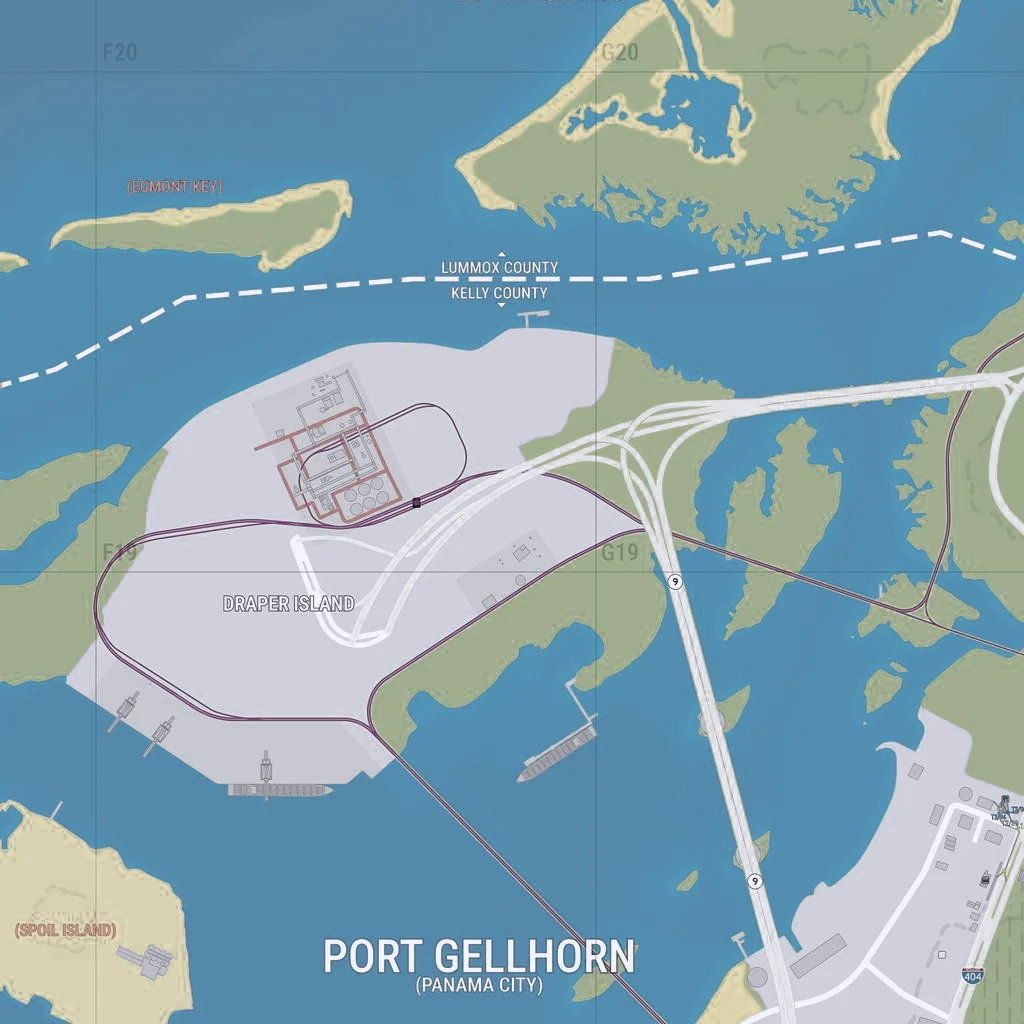 F20
G20
(EGMONT KEY)
LUMMOX COUNTY
KELLY COUNTY
F19
G19
9
DRAPER ISLAND
9
(SPOIL ISLAND)
PORT GELLHORN
(PANAMA CITY)
404